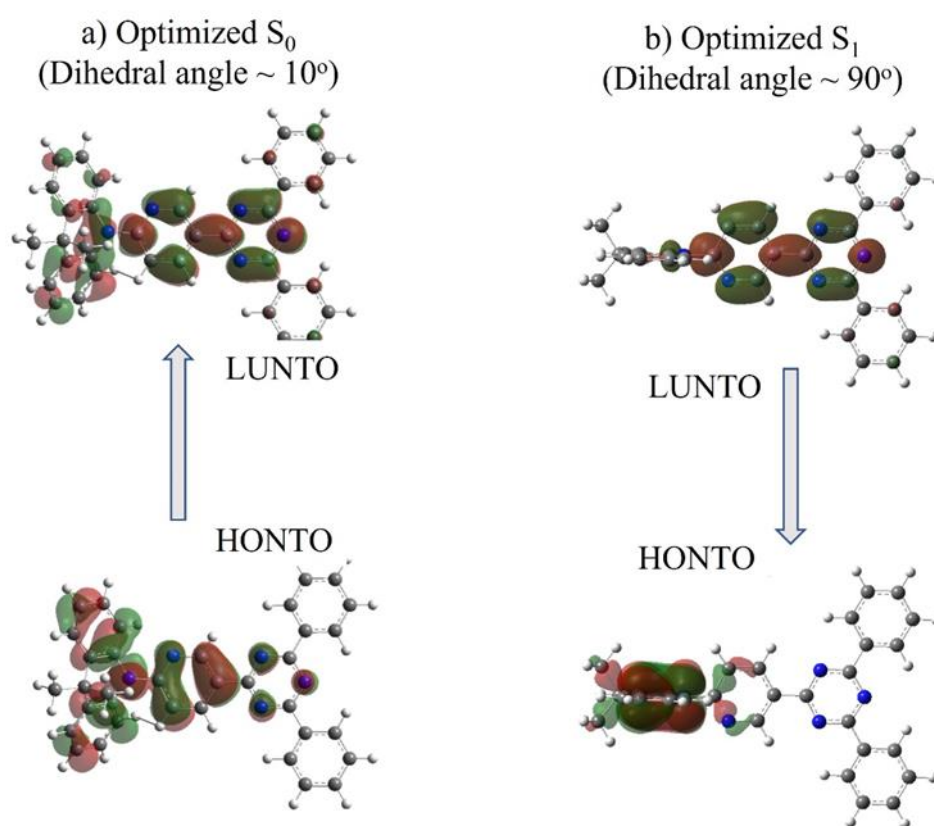 a) Optimized S₀
(Dihedral angle ~ 10°)
LUNTO
HONTO
b) Optimized S₁
(Dihedral angle ~ 90°)
LUNTO
HONTO